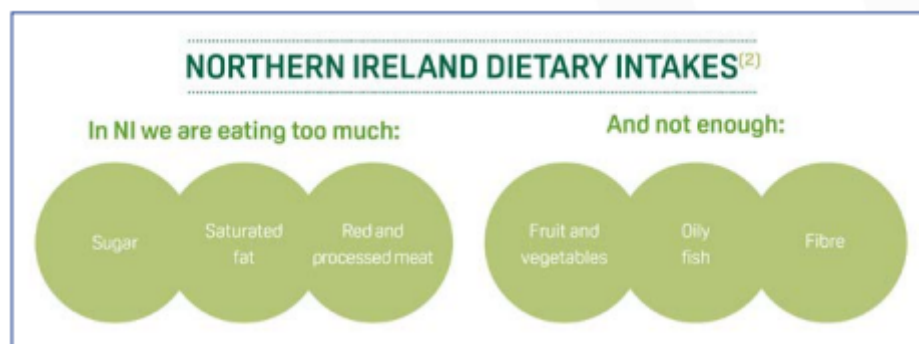 NORTHERN IRELAND DIETARY INTAKES(2)
In NI we are eating too much:
Sugar
Saturated
fat
Red and
processed meat
And not enough:
Fruit and
vegetables
Oily
fish
Fibre